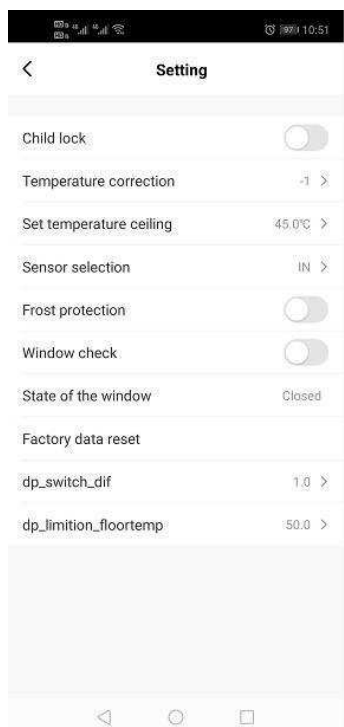 97 10:51
Setting
Child lock
Temperature correction -1 >
Set temperature ceiling 45.0℃ >
Sensor selection IN >
Frost protection
Window check
State of the window Closed
Factory data reset
dp_switch_dif 1.0 >
dp_limition_floortemp 50.0 >